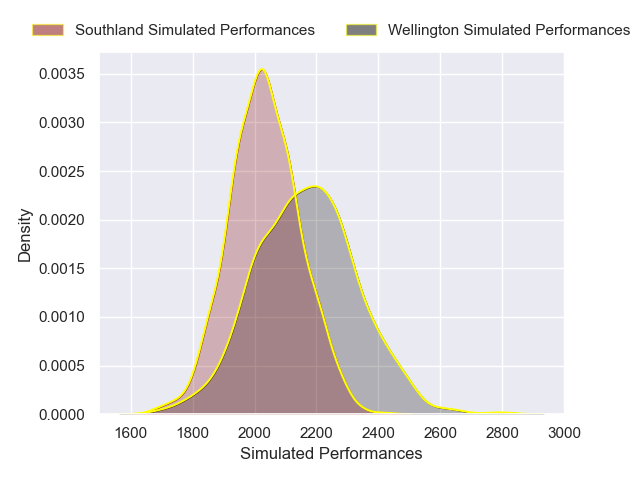 Southland Simulated Performances Wellington Simulated Performances
0.0035
0.0030
0.0025
0.0020
0.0015
0.0010
0.0005
0.0000
Density
1600 1800 2000 2200 2400 2600 2800 3000
Simulated Performances